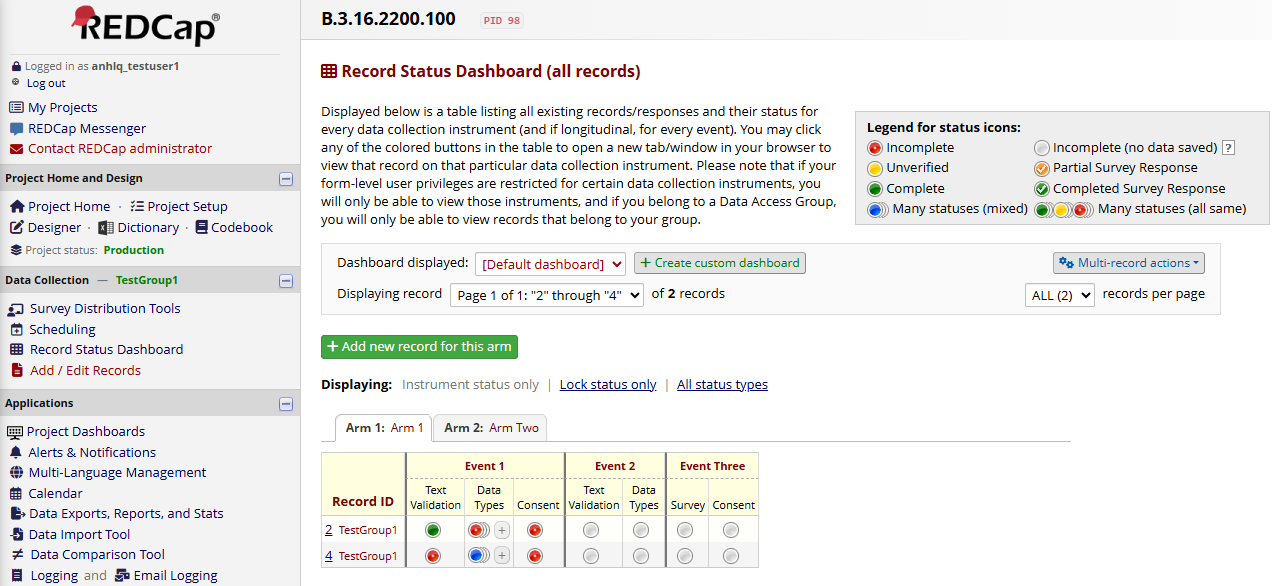 REDCap®
Logged in as anhlq_testuser1
Log out
My Projects
REDCap Messenger
Contact REDCap administrator
Project Home and Design
Project Home · Project Setup
Designer · Dictionary · Codebook
Project status: Production
Data Collection — TestGroup1
Survey Distribution Tools
Scheduling
Record Status Dashboard
Add / Edit Records
Applications
Project Dashboards
Alerts & Notifications
Multi-Language Management
Calendar
Data Exports, Reports, and Stats
Data Import Tool
Data Comparison Tool
Logging and Email Logging
B.3.16.2200.100 PID 98
Record Status Dashboard (all records)
Displayed below is a table listing all existing records/responses and their status for
every data collection instrument (and if longitudinal, for every event). You may click
any of the colored buttons in the table to open a new tab/window in your browser to
view that record on that particular data collection instrument. Please note that if your
form-level user privileges are restricted for certain data collection instruments, you
will only be able to view those instruments, and if you belong to a Data Access Group,
you will only be able to view records that belong to your group.
Legend for status icons:
Incomplete Incomplete (no data saved) ?
Unverified Partial Survey Response
Complete Completed Survey Response
Many statuses (mixed) Many statuses (all same)
Dashboard displayed: [Default dashboard] + Create custom dashboard Multi-record actions
Displaying record Page 1 of 1: "2" through "4" of 2 records ALL (2) records per page
+ Add new record for this arm
Displaying: Instrument status only | Lock status only | All status types
Arm 1: Arm 1 Arm 2: Arm Two
Event 1 Event 2 Event Three
Record ID Text Validation Data Types Consent Text Validation Data Types Survey Consent
2 TestGroup1 +
4 TestGroup1 +